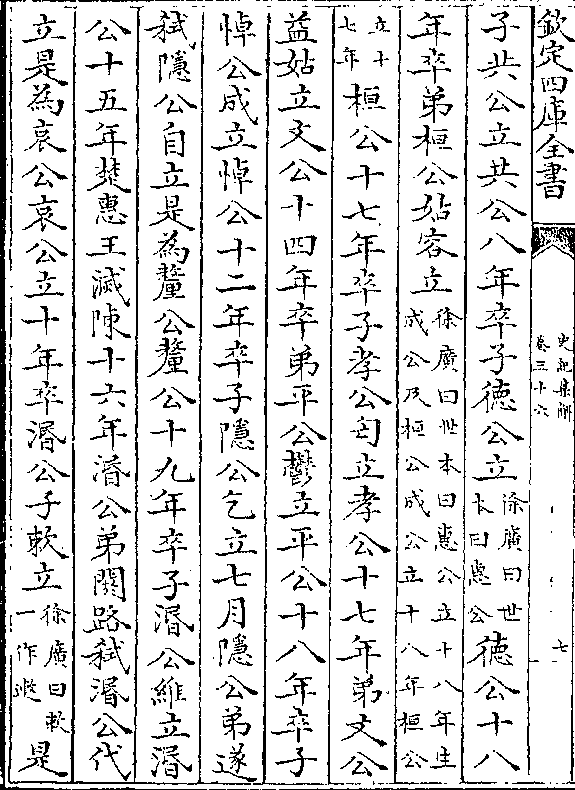 欽定四庫全書
史記集解
卷三十六
七
子共公立共公八年卒子徳公立徐廣曰世本曰惠公徳公十八
年卒弟桓公姑容立徐廣曰世本曰惠公立十八年生成公及桓公成公立十八年桓公
立十七年桓公十七年卒子孝公匄立孝公十七年弟文公
益姑立文公十四年卒弟平公鬱立平公十八年卒子
悼公成立悼公十二年卒子隱公乞立七月隱公弟遂
弑隱公自立是為釐公釐公十九年卒子湣公維立湣
公十五年楚惠王滅陳十六年湣公弟閼路弑湣公代
立是為哀公哀公立十年卒湣公子敕立徐廣曰敕一作遬是